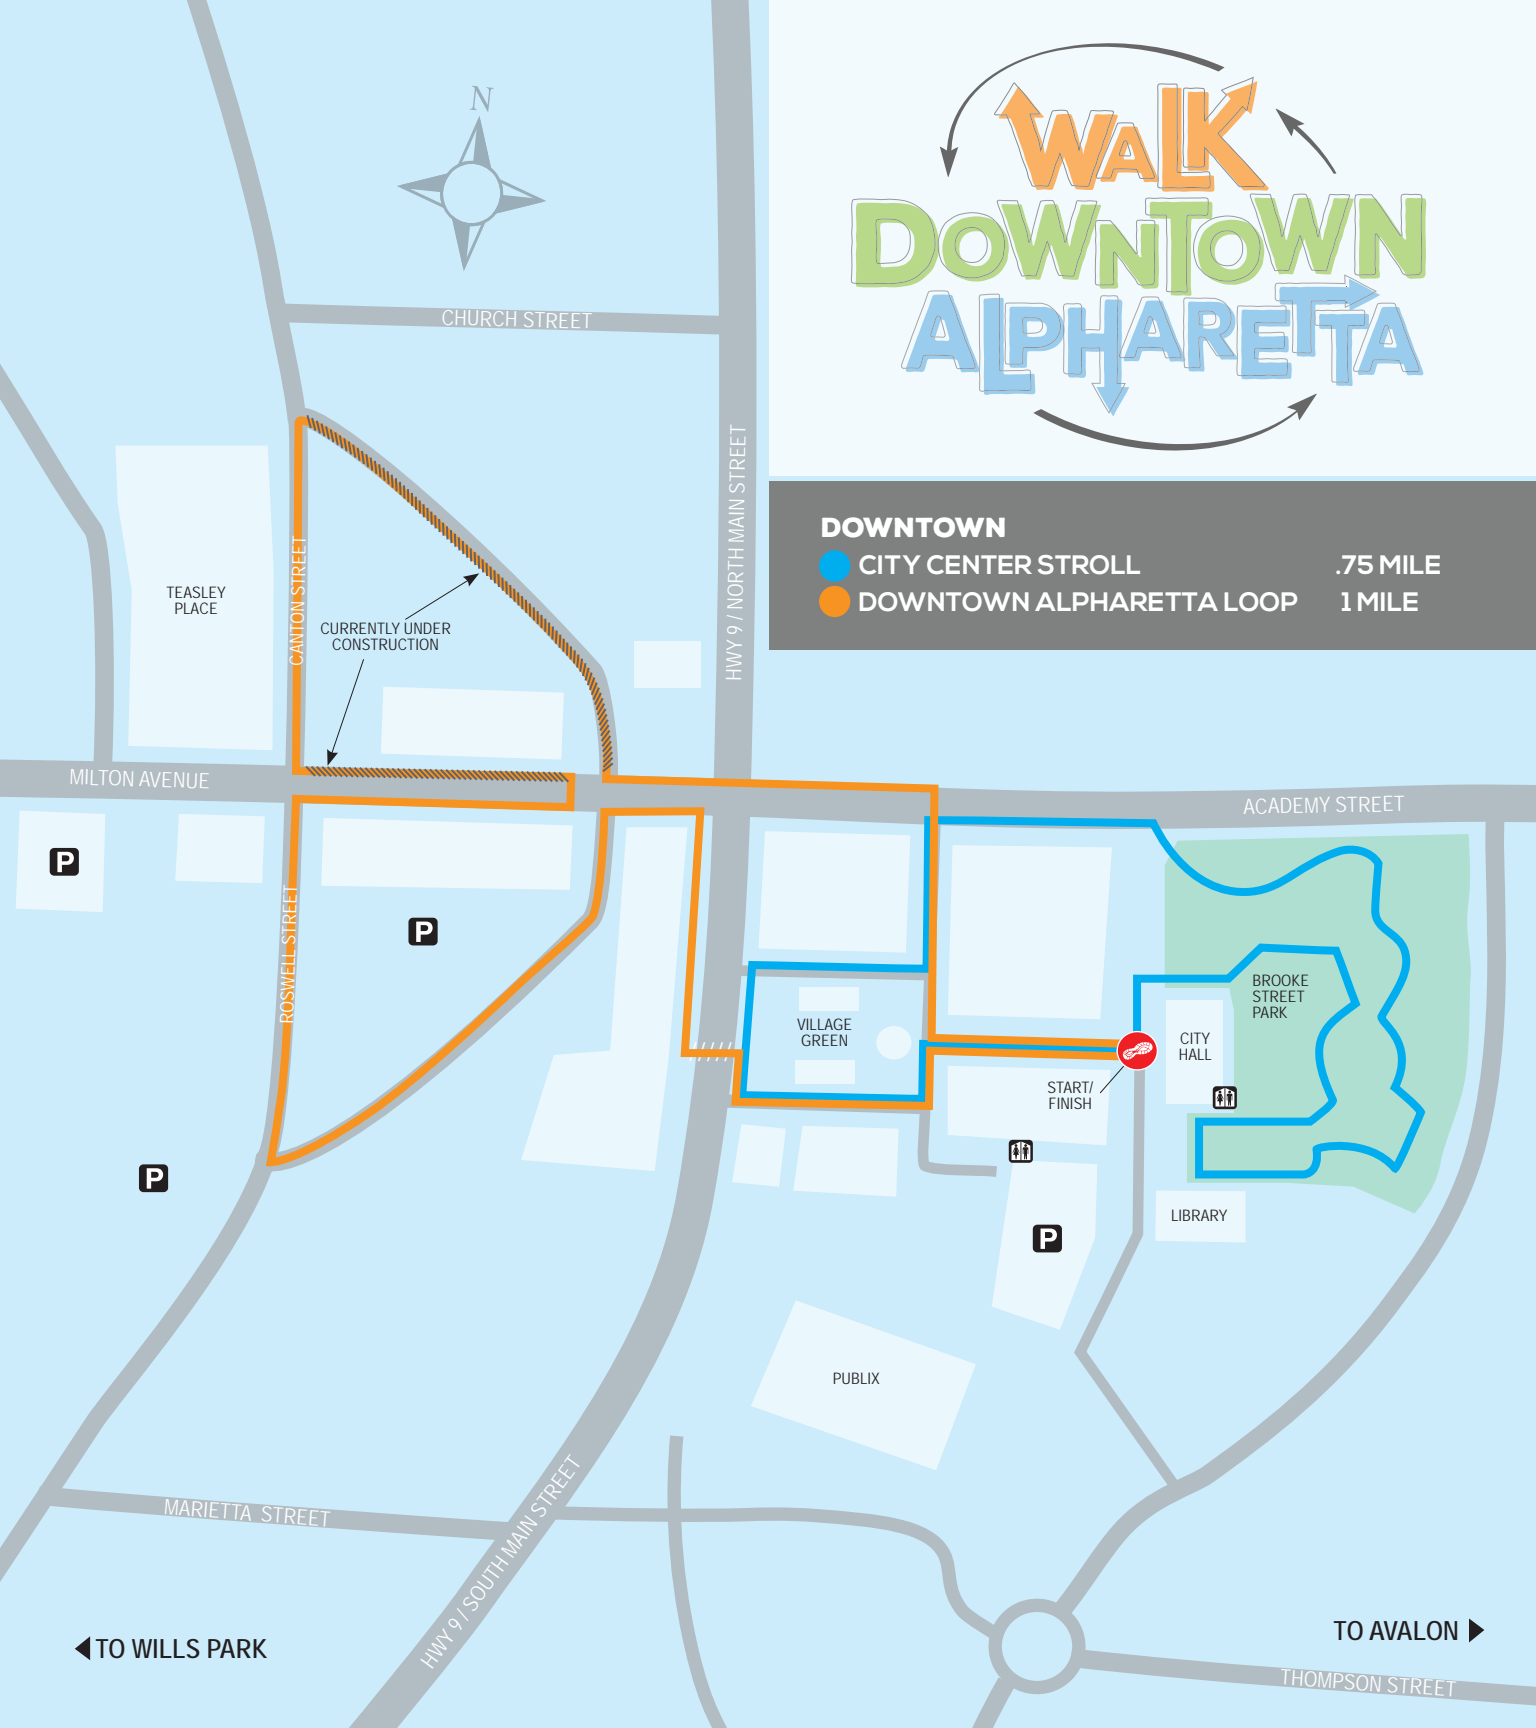 N
WALK
DOWNTOWN
ALPHARETTA
CHURCH STREET
HWY 9 / NORTH MAIN STREET
DOWNTOWN
CITY CENTER STROLL .75 MILE
DOWNTOWN ALPHARETTA LOOP 1 MILE
TEASLEY
PLACE
CANTON STREET
CURRENTLY UNDER
CONSTRUCTION
MILTON AVENUE
ACADEMY STREET
P
P
ROSWELL STREET
BROOKE
STREET
PARK
VILLAGE
GREEN
CITY
HALL
START/
FINISH
P
LIBRARY
P
PUBLIX
MARIETTA STREET
HWY 9 / SOUTH MAIN STREET
TO WILLS PARK
TO AVALON
THOMPSON STREET